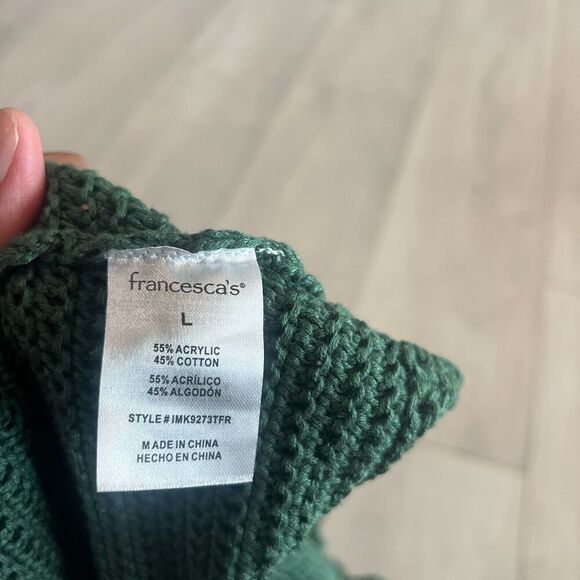 francesca's®
L
55% ACRYLIC
45% COTTON
55% ACRÍLICO
45% ALGODÓN
STYLE # IMK9273TFR
MADE IN CHINA
HECHO EN CHINA